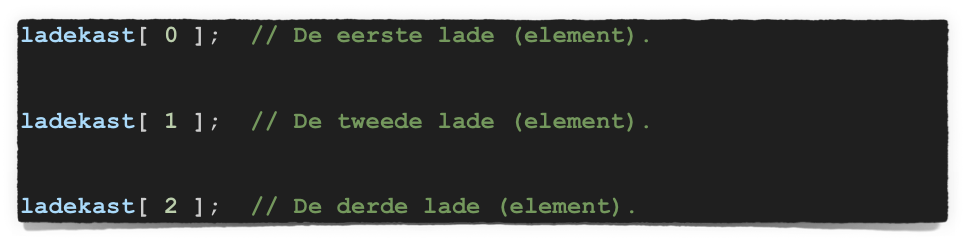 ladekast[ 0 ];  // De eerste lade (element).
ladekast[ 1 ];  // De tweede lade (element).
ladekast[ 2 ];  // De derde lade (element).